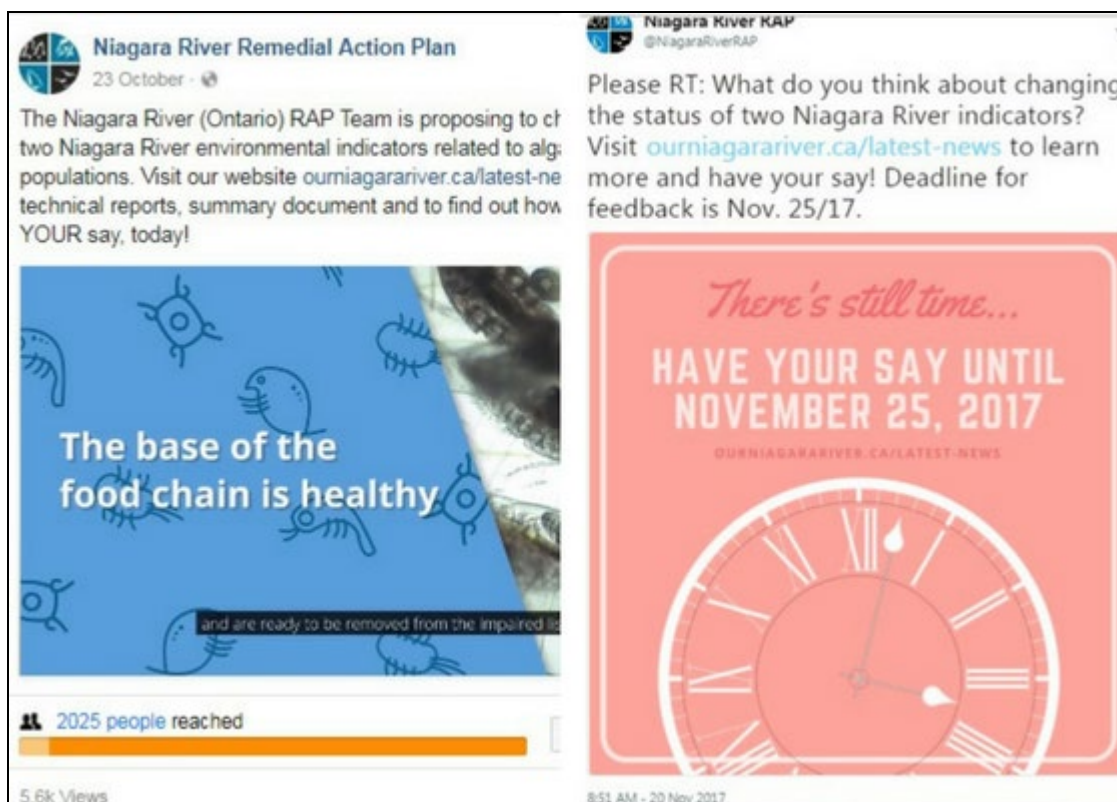 Niagara River Remedial Action Plan
23 October
The Niagara River (Ontario) RAP Team is proposing to
two Niagara River environmental indicators related to
populations. Visit our website ourniagarariver.ca/latest-ne
technical reports, summary document and to find out how
YOUR say, today!
The base of the
food chain is healthy
and are ready to be removed from the impaired
2025 people reached
5.6k Views
Niagara River RAP
@NiagaraRiverRAP
Please RT: What do you think about changing
the status of two Niagara River indicators?
Visit ourniagarariver.ca/latest-news to learn
more and have your say! Deadline for
feedback is Nov. 25/17.
There's still time...
HAVE YOUR SAY UNTIL
NOVEMBER 25, 2017
OURNIAGARARIVER.CA/LATEST-NEWS
XII
8:51 AM - 20 Nov 2017